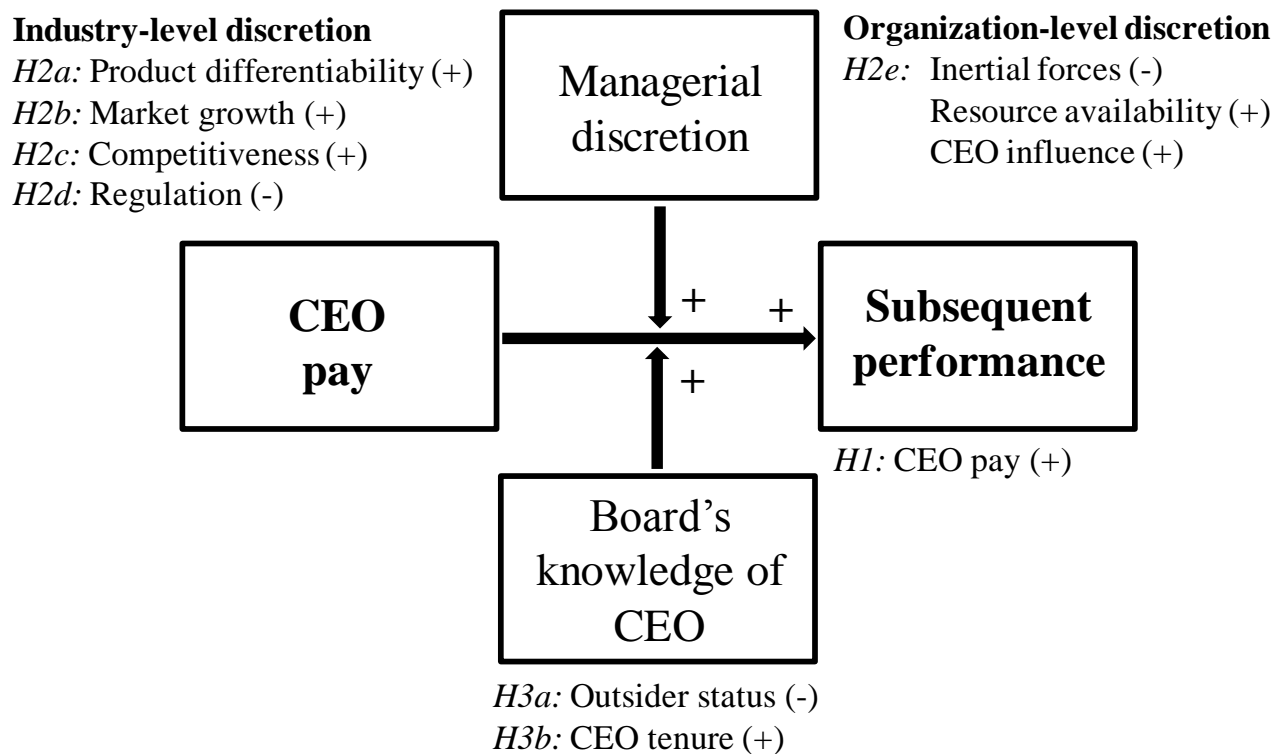 Industry-level discretion
H2a: Product differentiability (+)
H2b: Market growth (+)
H2c: Competitiveness (+)
H2d: Regulation (-)
Managerial
discretion
Organization-level discretion
H2e: Inertial forces (-)
Resource availability (+)
CEO influence (+)
CEO
pay
+
+
+
Subsequent
performance
H1: CEO pay (+)
Board’s
knowledge of
CEO
H3a: Outsider status (-)
H3b: CEO tenure (+)